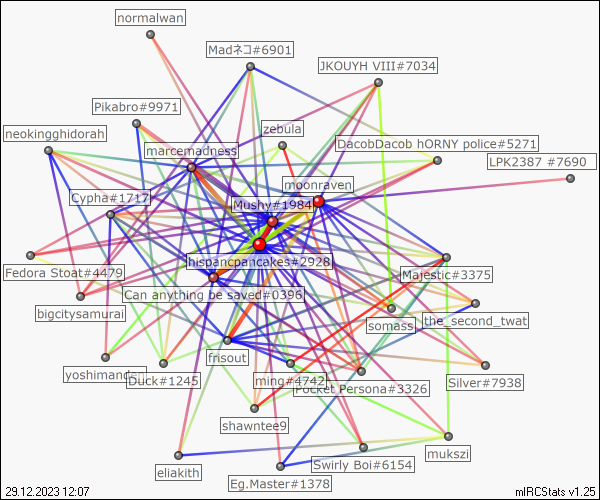 normalwan
Madネコ#6901
JKOUYH VIII#7034
Pikabro#9971
zebula
neokingghidorah
marcemadness
DacobDacob hORNY police#5271
LPK2387 #7690
moonraven
Cypha#1717
Mushy#1984
hispancpancakes#2928
Fedora Stoat#4479
Majestic#3375
Can anything be saved#0396
bigcitysamurai
somass
the_second_twat
frisout
yoshimandan
Duck#1245
ming#4742
Pocket Persona#3326
Silver#7938
shawntee9
mukszi
eliakith
Swirly Boi#6154
Eg.Master#1378
29.12.2023 12:07
mIRCStats v1.25